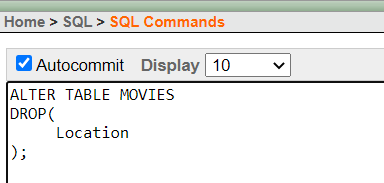 Home > SQL > SQL Commands
Autocommit Display 10
ALTER TABLE MOVIES
DROP(
Location
);